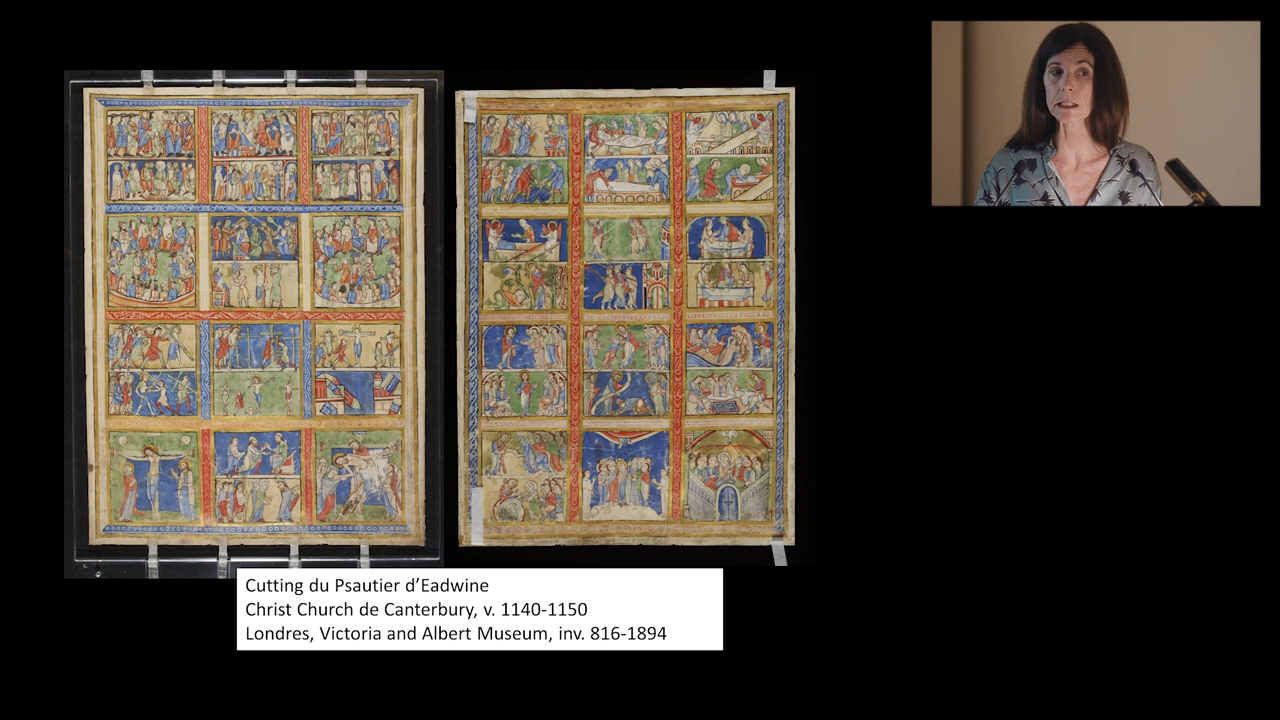 Cutting du Psautier d’Eadwine
Christ Church de Canterbury, v. 1140-1150
Londres, Victoria and Albert Museum, inv. 816-1894